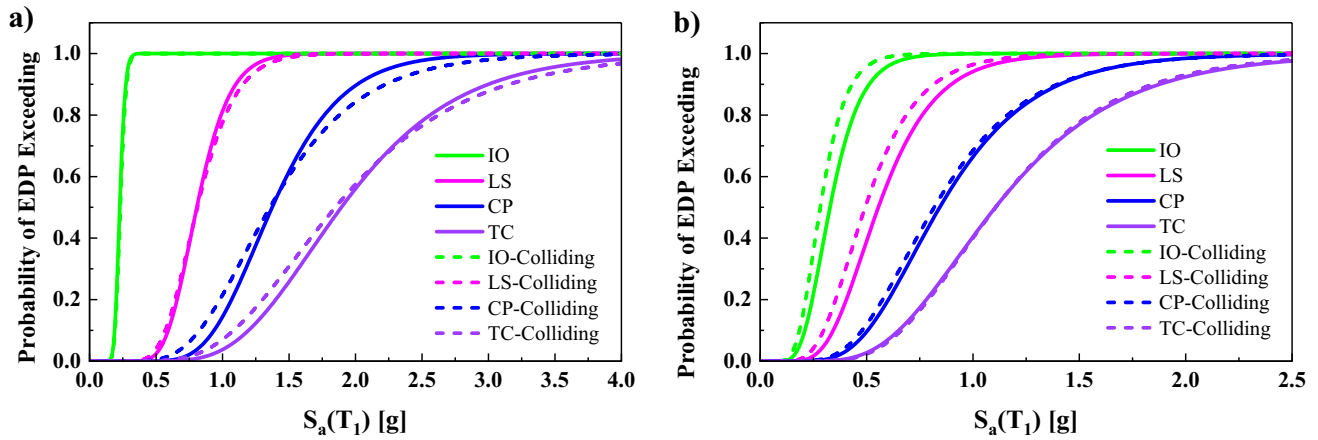 a)
Probability of EDP Exceeding
1.0
0.8
0.6
0.4
0.2
0.0
0.0 0.5 1.0 1.5 2.0 2.5 3.0 3.5 4.0
Sa(T1) [g]
IO
LS
CP
TC
IO-Colliding
LS-Colliding
CP-Colliding
TC-Colliding
b)
Probability of EDP Exceeding
1.0
0.8
0.6
0.4
0.2
0.0
0.0 0.5 1.0 1.5 2.0 2.5
Sa(T1) [g]
IO
LS
CP
TC
IO-Colliding
LS-Colliding
CP-Colliding
TC-Colliding